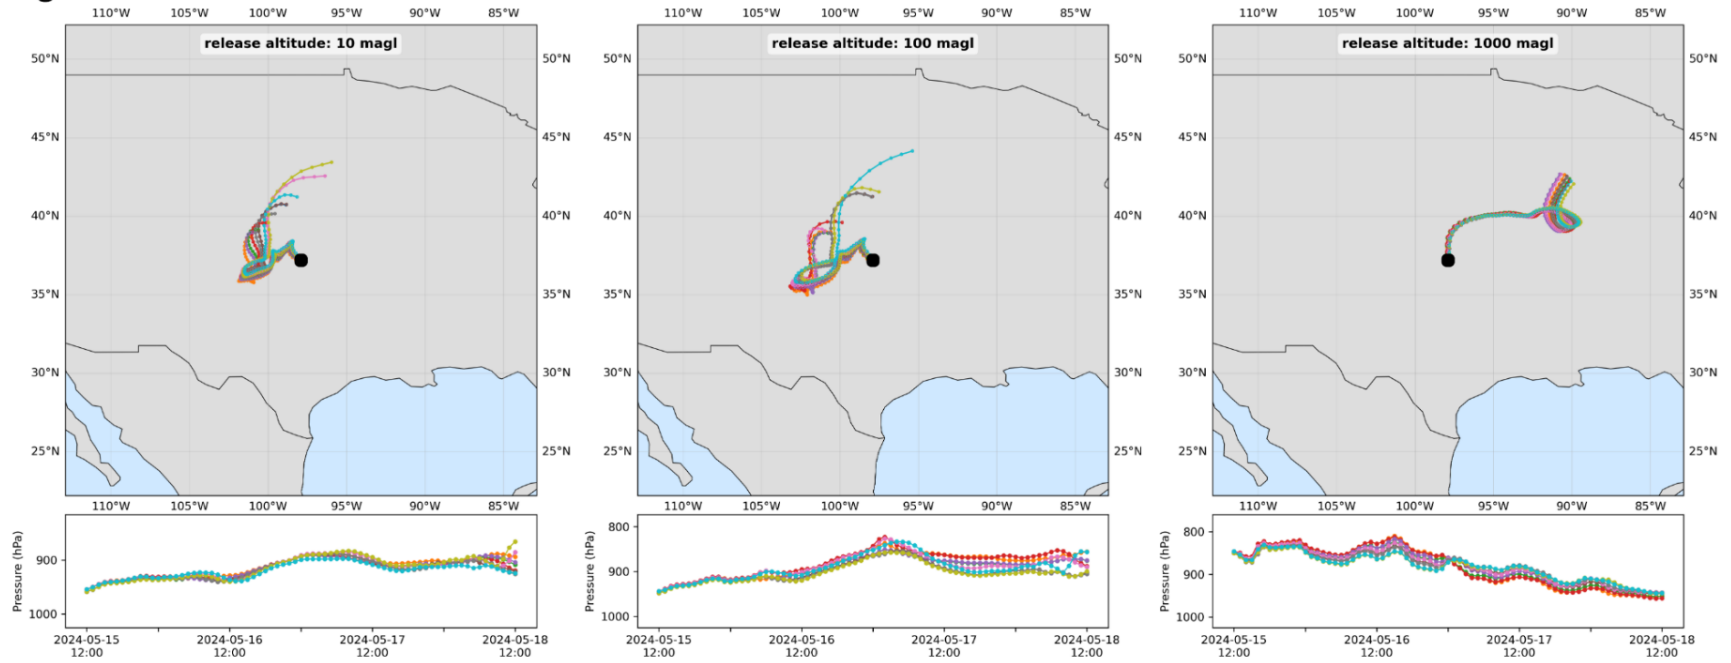 110°W 105°W 100°W 95°W 90°W 85°W
110°W 105°W 100°W 95°W 90°W 85°W
110°W 105°W 100°W 95°W 90°W 85°W
release altitude: 10 magl
release altitude: 100 magl
release altitude: 1000 magl
50°N 50°N 50°N 50°N 50°N 50°N
45°N 45°N 45°N 45°N 45°N 45°N
40°N 40°N 40°N 40°N 40°N 40°N
35°N 35°N 35°N 35°N 35°N 35°N
30°N 30°N 30°N 30°N 30°N 30°N
25°N 25°N 25°N 25°N 25°N 25°N
110°W 105°W 100°W 95°W 90°W 85°W
110°W 105°W 100°W 95°W 90°W 85°W
110°W 105°W 100°W 95°W 90°W 85°W
Pressure (hPa)
900
1000
2024-05-15 2024-05-16 2024-05-17 2024-05-18
12:00 12:00 12:00 12:00
Pressure (hPa)
800
900
1000
2024-05-15 2024-05-16 2024-05-17 2024-05-18
12:00 12:00 12:00 12:00
Pressure (hPa)
800
900
1000
2024-05-15 2024-05-16 2024-05-17 2024-05-18
12:00 12:00 12:00 12:00